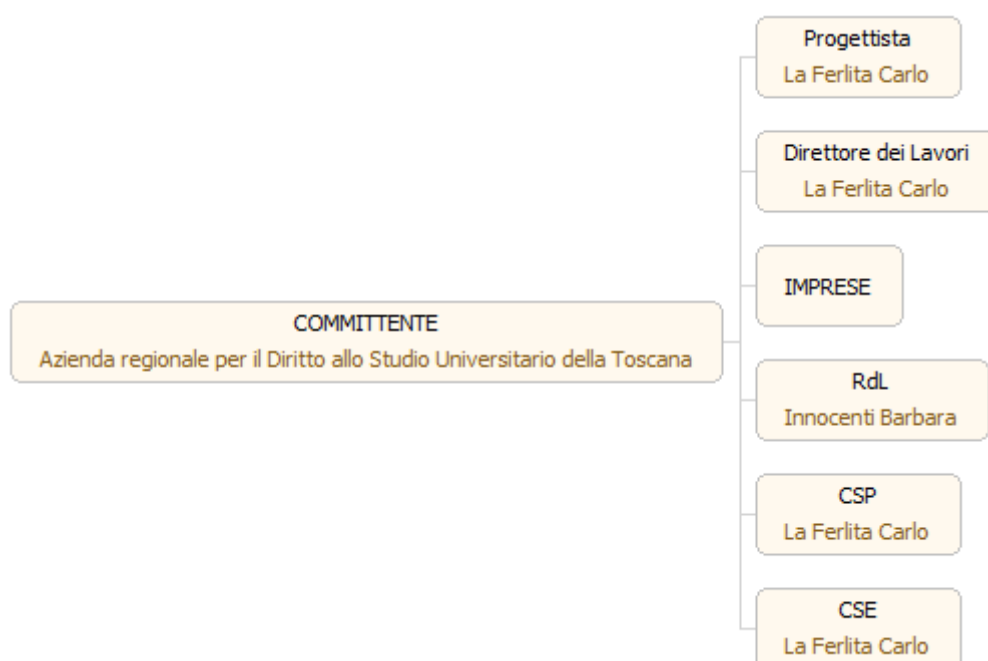 COMMITTENTE
Azienda regionale per il Diritto allo Studio Universitario della Toscana
Progettista
La Ferlita Carlo
Direttore dei Lavori
La Ferlita Carlo
IMPRESE
RdL
Innocenti Barbara
CSP
La Ferlita Carlo
CSE
La Ferlita Carlo